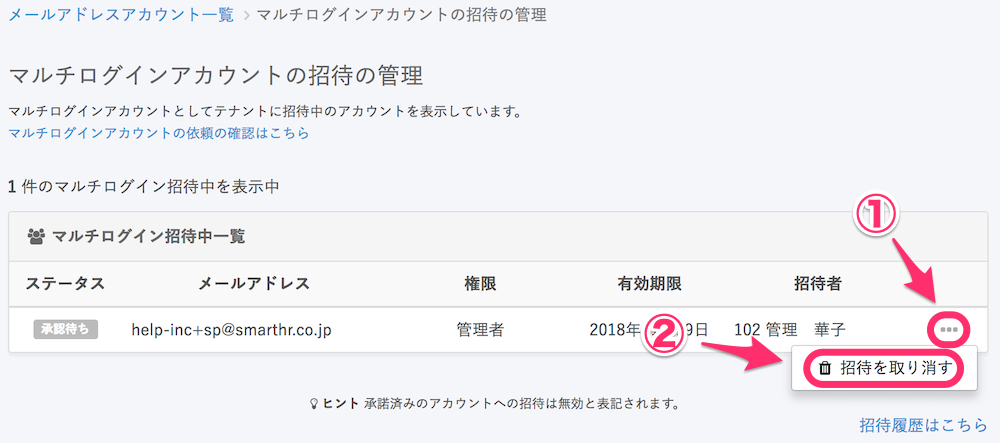 メールアドレスアカウント一覧 > マルチログインアカウントの招待の管理
マルチログインアカウントの招待の管理
マルチログインアカウントとしてテナントに招待中のアカウントを表示しています。
マルチログインアカウントの依頼の確認はこちら
1 件のマルチログイン招待中を表示中
①
マルチログイン招待中一覧
ステータス メールアドレス 権限 有効期限 招待者
承認待ち help-inc+sp@smarthr.co.jp 管理者 2018年 9日 102 管理 華子 •••
②
招待を取り消す
ヒント 承諾済みのアカウントへの招待は無効と表記されます。
招待履歴はこちら